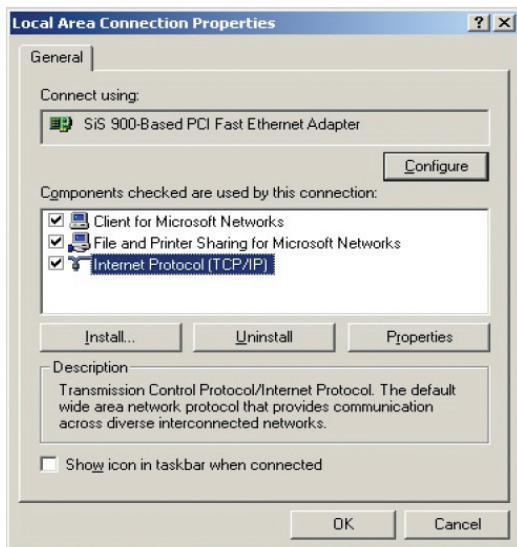 Local Area Connection Properties
General
Connect using:
SiS 900-Based PCI Fast Ethernet Adapter
Configure
Components checked are used by this connection:
Client for Microsoft Networks
File and Printer Sharing for Microsoft Networks
Internet Protocol (TCP/IP)
Install... Uninstall Properties
Description
Transmission Control Protocol/Internet Protocol. The default
wide area network protocol that provides communication
across diverse interconnected networks.
Show icon in taskbar when connected
OK Cancel